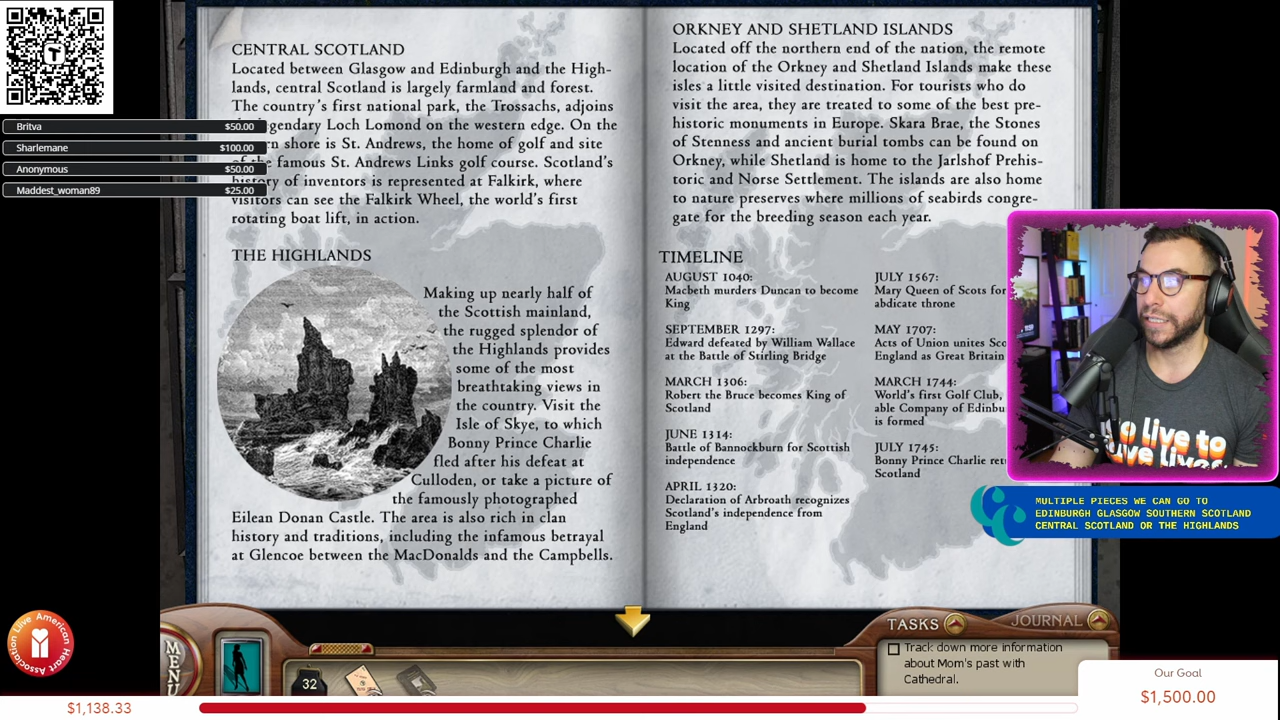 Britva $50.00
Sharlemane $100.00
Anonymous $50.00
Maddest_woman89 $25.00
CENTRAL SCOTLAND
Located between Glasgow and Edinburgh and the High-
lands, central Scotland is largely farmland and forest.
The country's first national park, the Trossachs, adjoins
legendary Loch Lomond on the western edge. On the
shore is St. Andrews, the home of golf and site
of the famous St. Andrews Links golf course. Scotland's
history of inventors is represented at Falkirk, where
visitors can see the Falkirk Wheel, the world's first
rotating boat lift, in action.
THE HIGHLANDS
Making up nearly half of
the Scottish mainland,
the rugged splendor of
the Highlands provides
some of the most
breathtaking views in
the country. Visit the
Isle of Skye, to which
Bonny Prince Charlie
fled after his defeat at
Culloden, or take a picture of
the famously photographed
Eilean Donan Castle. The area is also rich in clan
history and traditions, including the infamous betrayal
at Glencoe between the MacDonalds and the Campbells.
ORKNEY AND SHETLAND ISLANDS
Located off the northern end of the nation, the remote
location of the Orkney and Shetland Islands make these
isles a little visited destination. For tourists who do
visit the area, they are treated to some of the best pre-
historic monuments in Europe. Skara Brae, the Stones
of Stenness and ancient burial tombs can be found on
Orkney, while Shetland is home to the Jarlshof Prehis-
toric and Norse Settlement. The islands are also home
to nature preserves where millions of seabirds congre-
gate for the breeding season each year.
TIMELINE
AUGUST 1040:
Macbeth murders Duncan to become
King
SEPTEMBER 1297:
Edward defeated by William Wallace
at the Battle of Stirling Bridge
MARCH 1306:
Robert the Bruce becomes King of
Scotland
JUNE 1314:
Battle of Bannockburn for Scottish
independence
APRIL 1320:
Declaration of Arbroath recognizes
Scotland's independence from
England
JULY 1567:
Mary Queen of Scots for
abdicate throne
MAY 1707:
Acts of Union unites Sco
England as Great Britain
MARCH 1744:
World's first Golf Club,
able Company of Edinbu
is formed
JULY 1745:
Bonny Prince Charlie ret
Scotland
MULTIPLE PIECES WE CAN GO TO
EDINBURGH GLASGOW SOUTHERN SCOTLAND
CENTRAL SCOTLAND OR THE HIGHLANDS
American Heart Association Live
MENU
32
TASKS
JOURNAL
Track down more information
about Mom's past with
Cathedral.
Our Goal
$1,500.00
$1,138.33